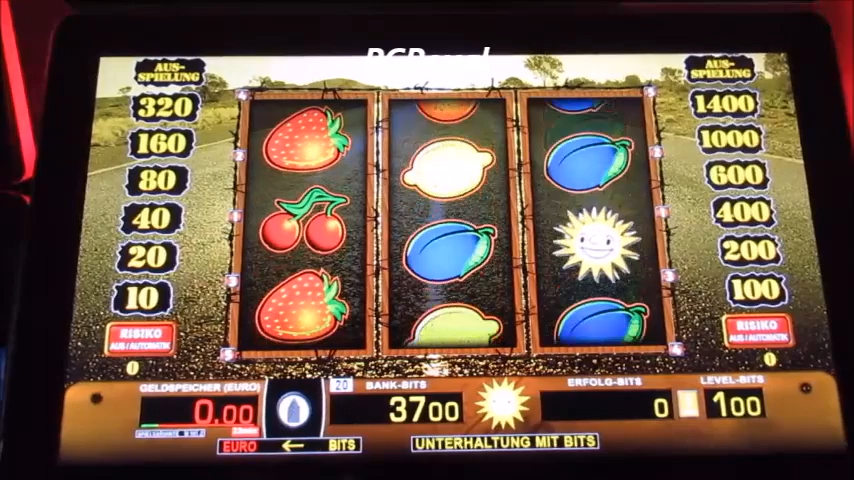 AUS-
SPIELUNG
320
160
80
40
20
10
RISIKO
AUS / AUTOMATIK
0
AUS-
SPIELUNG
1400
1000
600
400
200
100
RISIKO
AUS / AUTOMATIK
0
GELDSPEICHER (EURO)
0.00
20
BANK-BITS
3700
ERFOLG-BITS
0
LEVEL-BITS
100
EURO
BITS
UNTERHALTUNG MIT BITS